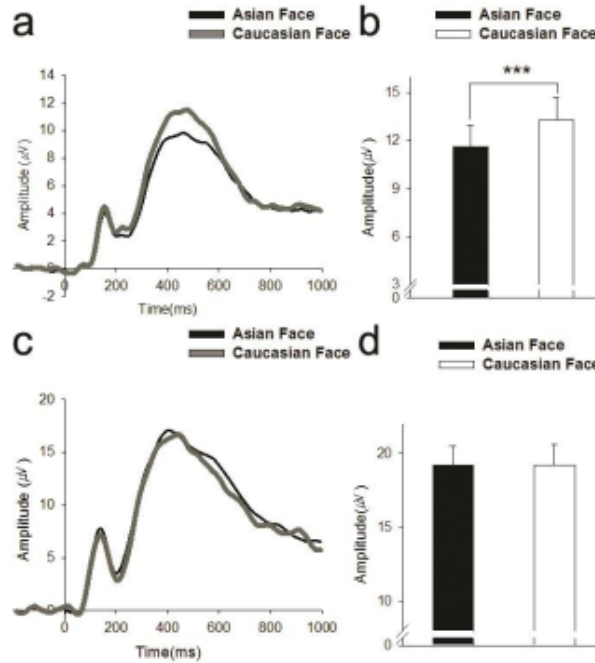 a
Asian Face
Caucasian Face
Amplitude (μV)
14
12
10
8
6
4
2
0
-2
0
200
400
600
800
1000
Time(ms)
b
Asian Face
Caucasian Face
***
Amplitude(μV)
15
12
9
6
3
0
c
Asian Face
Caucasian Face
Amplitude (μV)
20
15
10
5
0
0
200
400
600
800
1000
Time(ms)
d
Asian Face
Caucasian Face
Amplitude(μV)
20
15
10
0